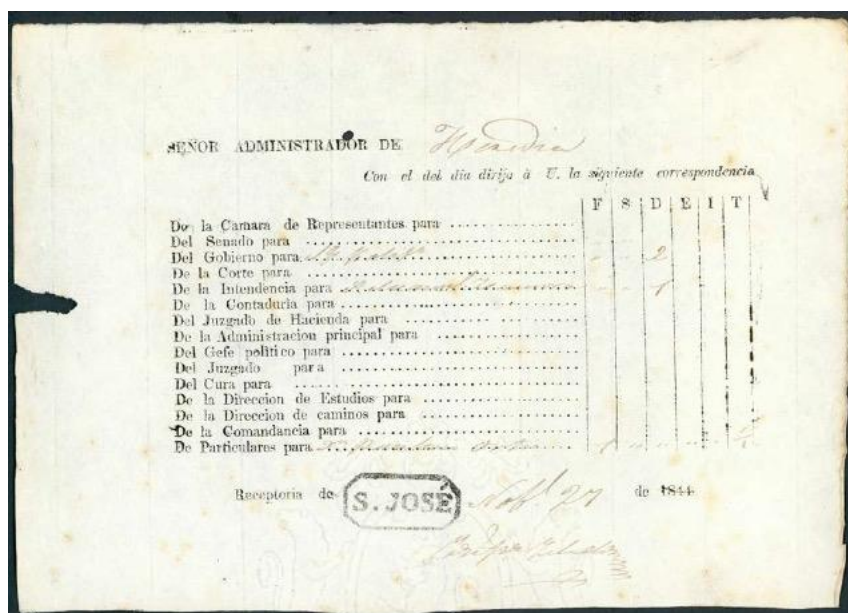 SEÑOR ADMINISTRADOR DE Heredia
Con el del dia dirijo à U. la siguiente correspondencia
F S D E I T
De la Camara de Representantes para
Del Senado para
Del Gobierno para 2
De la Corte para
De la Intendencia para 1
De la Contaduria para
Del Juzgado de Hacienda para
De la Administracion principal para
Del Gefe politico para
Del Juzgado para
Del Cura para
De la Direccion de Estudios para
De la Direccion de caminos para
De la Comandancia para
De Particulares para
Receptoria de S. JOSÉ 27 de 1844